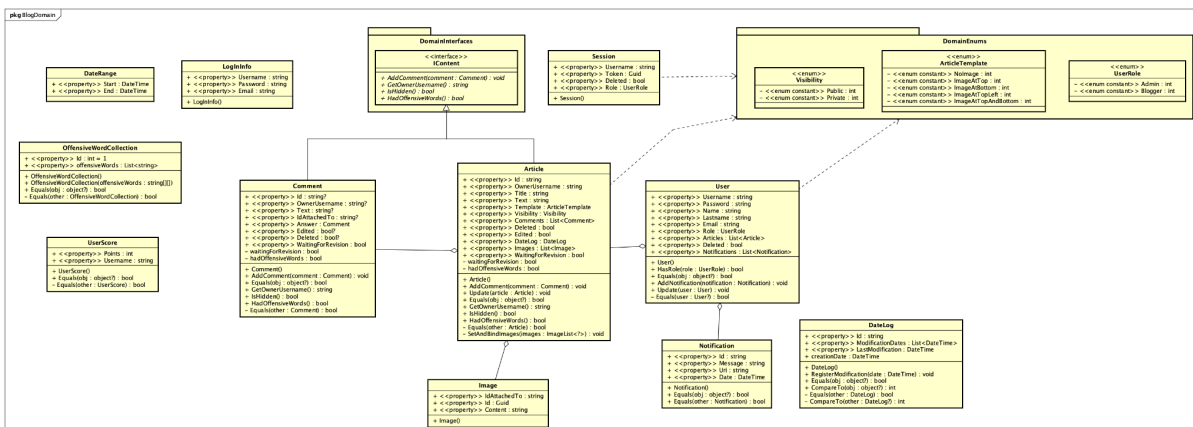 pkg BlogDomain
DomainInterfaces
<<interface>>
IContent
+ AddComment(comment : Comment) : void
+ GetOwnerUsername() : string
+ IsHidden() : bool
+ HadOffensiveWords() : bool
DateRange
+ <<property>> Start : DateTime
+ <<property>> End : DateTime
LogInInfo
+ <<property>> Username : string
+ <<property>> Password : string
+ <<property>> Email : string
+ LogInInfo()
Session
+ <<property>> Username : string
+ <<property>> Token : Guid
+ <<property>> Deleted : bool
+ <<property>> Role : UserRole
+ Session()
DomainEnums
<<enum>>
Visibility
- <<enum constant>> Public : int
- <<enum constant>> Private : int
<<enum>>
ArticleTemplate
- <<enum constant>> NoImage : int
- <<enum constant>> ImageAtTop : int
- <<enum constant>> ImageAtBottom : int
- <<enum constant>> ImageAtTopLeft : int
- <<enum constant>> ImageAtTopAndBottom : int
<<enum>>
UserRole
- <<enum constant>> Admin : int
- <<enum constant>> Blogger : int
OffensiveWordCollection
+ <<property>> Id : int = 1
+ <<property>> offensiveWords : List<string>
+ OffensiveWordCollection()
+ OffensiveWordCollection(offensiveWords : string[][])
+ Equals(obj : object?) : bool
- Equals(other : OffensiveWordCollection) : bool
Comment
+ <<property>> Id : string?
+ <<property>> OwnerUsername : string?
+ <<property>> Text : string?
+ <<property>> IdAttachedTo : string?
+ <<property>> Answer : Comment
+ <<property>> Edited : bool?
+ <<property>> Deleted : bool?
+ <<property>> WaitingForRevision : bool
- waitingForRevision : bool
- hadOffensiveWords : bool
+ Comment()
+ AddComment(comment : Comment) : void
+ Equals(obj : object?) : bool
+ GetOwnerUsername() : string
+ IsHidden() : bool
+ HadOffensiveWords() : bool
- Equals(other : Comment) : bool
Article
+ <<property>> Id : string
+ <<property>> OwnerUsername : string
+ <<property>> Title : string
+ <<property>> Text : string
+ <<property>> Template : ArticleTemplate
+ <<property>> Visibility : Visibility
+ <<property>> Comments : List<Comment>
+ <<property>> Deleted : bool
+ <<property>> Edited : bool
+ <<property>> DateLog : DateLog
+ <<property>> Images : List<Image>
+ <<property>> WaitingForRevision : bool
- waitingForRevision : bool
- hadOffensiveWords : bool
+ Article()
+ AddComment(comment : Comment) : void
+ Update(article : Article) : void
+ Equals(obj : object?) : bool
+ GetOwnerUsername() : string
+ IsHidden() : bool
+ HadOffensiveWords() : bool
- Equals(other : Article) : bool
- SetAndBindImages(images : ImageList<?>) : void
User
+ <<property>> Username : string
+ <<property>> Password : string
+ <<property>> Name : string
+ <<property>> Lastname : string
+ <<property>> Email : string
+ <<property>> Role : UserRole
+ <<property>> Articles : List<Article>
+ <<property>> Deleted : bool
+ <<property>> Notifications : List<Notification>
+ User()
+ HasRole(role : UserRole) : bool
+ Equals(obj : object?) : bool
+ AddNotification(notification : Notification) : void
+ Update(user : User) : void
- Equals(user : User?) : bool
UserScore
+ <<property>> Points : int
+ <<property>> Username : string
+ UserScore()
+ Equals(obj : object?) : bool
- Equals(other : UserScore) : bool
Notification
+ <<property>> Id : string
+ <<property>> Message : string
+ <<property>> Uri : string
+ <<property>> Date : DateTime
+ Notification()
+ Equals(obj : object?) : bool
+ Equals(other : Notification) : bool
DateLog
+ <<property>> Id : string
+ <<property>> ModificationDates : List<DateTime>
+ <<property>> LastModification : DateTime
+ creationDate : DateTime
+ DateLog()
+ RegisterModification(date : DateTime) : void
+ Equals(obj : object?) : bool
+ CompareTo(obj : object?) : int
- Equals(other : DateLog) : bool
- CompareTo(other : DateLog?) : int
Image
+ <<property>> IdAttachedTo : string
+ <<property>> Id : Guid
+ <<property>> Content : string
+ Image()